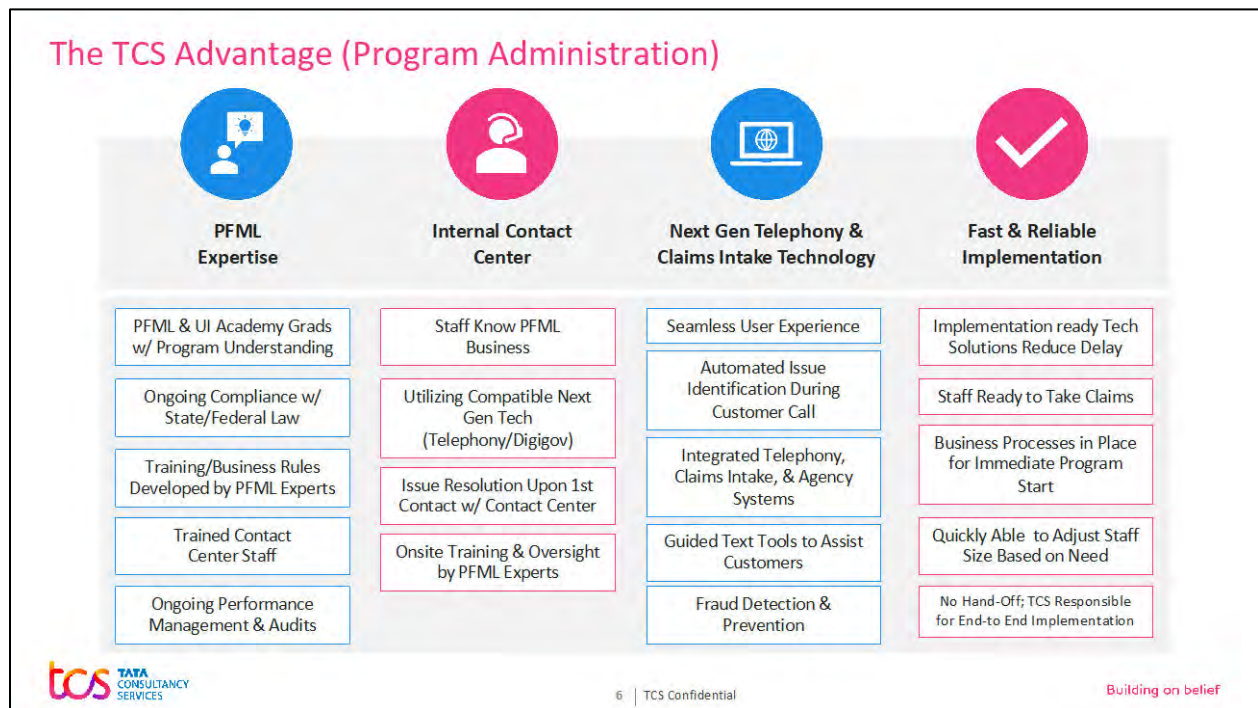 The TCS Advantage (Program Administration)
PFML
Expertise
Internal Contact
Center
Next Gen Telephony &
Claims Intake Technology
Fast & Reliable
Implementation
PFML & UI Academy Grads
w/ Program Understanding
Ongoing Compliance w/
State/Federal Law
Training/Business Rules
Developed by PFML Experts
Trained Contact
Center Staff
Ongoing Performance
Management & Audits
Staff Know PFML
Business
Utilizing Compatible Next
Gen Tech
(Telephony/Digigov)
Issue Resolution Upon 1st
Contact w/ Contact Center
Onsite Training & Oversight
by PFML Experts
Seamless User Experience
Automated Issue
Identification During
Customer Call
Integrated Telephony,
Claims Intake, & Agency
Systems
Guided Text Tools to Assist
Customers
Fraud Detection &
Prevention
Implementation ready Tech
Solutions Reduce Delay
Staff Ready to Take Claims
Business Processes in Place
for Immediate Program
Start
Quickly Able to Adjust Staff
Size Based on Need
No Hand-Off; TCS Responsible
for End-to End Implementation
tcs
TATA
CONSULTANCY
SERVICES
6 | TCS Confidential
Building on belief